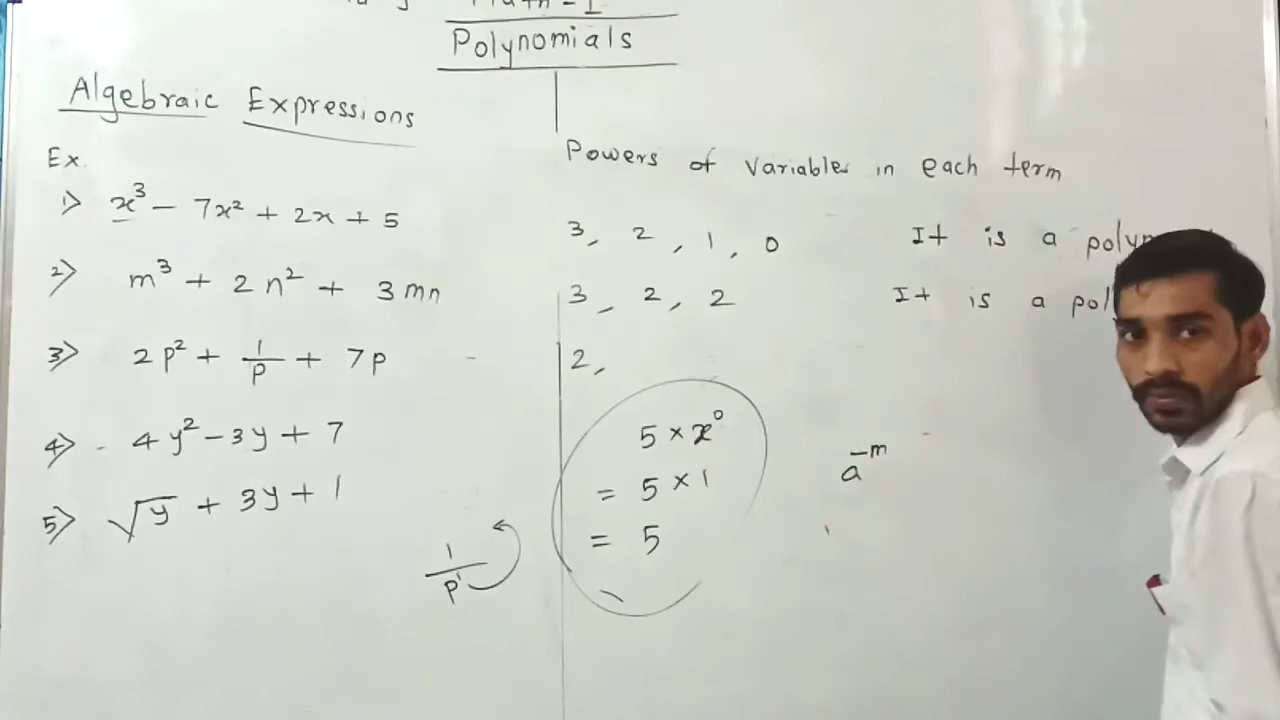 Math - I
Polynomials
Algebraic Expressions
Ex.
Powers of variables in each term
1) x³ - 7x² + 2x + 5 3, 2, 1, 0 It is a
2) m³ + 2n² + 3mn 3, 2, 2 It is a
3) 2p² + 1/p + 7p 2,
4) 4y² - 3y + 7
5) √y + 3y + 1
5 × x⁰
= 5 × 1
= 5
1/p¹
a⁻ᵐ